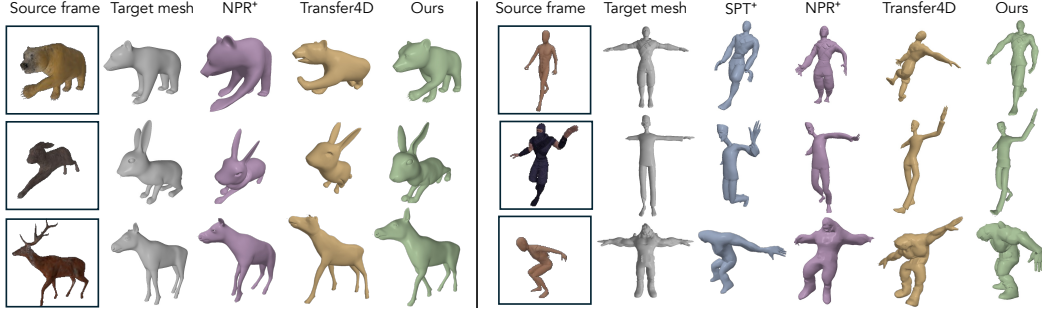 Source frame Target mesh NPR⁺ Transfer4D Ours Source frame Target mesh SPT⁺ NPR⁺ Transfer4D Ours